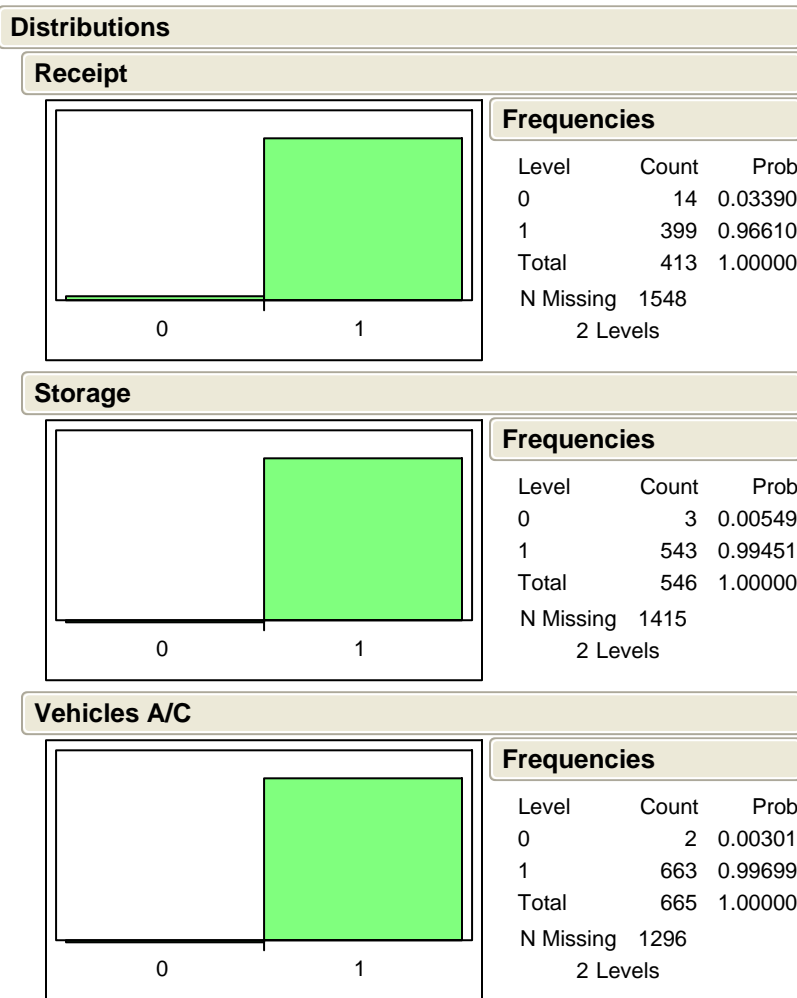 Distributions
Receipt
0 1
Frequencies
Level Count Prob
0 14 0.03390
1 399 0.96610
Total 413 1.00000
N Missing 1548
2 Levels
Storage
0 1
Frequencies
Level Count Prob
0 3 0.00549
1 543 0.99451
Total 546 1.00000
N Missing 1415
2 Levels
Vehicles A/C
0 1
Frequencies
Level Count Prob
0 2 0.00301
1 663 0.99699
Total 665 1.00000
N Missing 1296
2 Levels